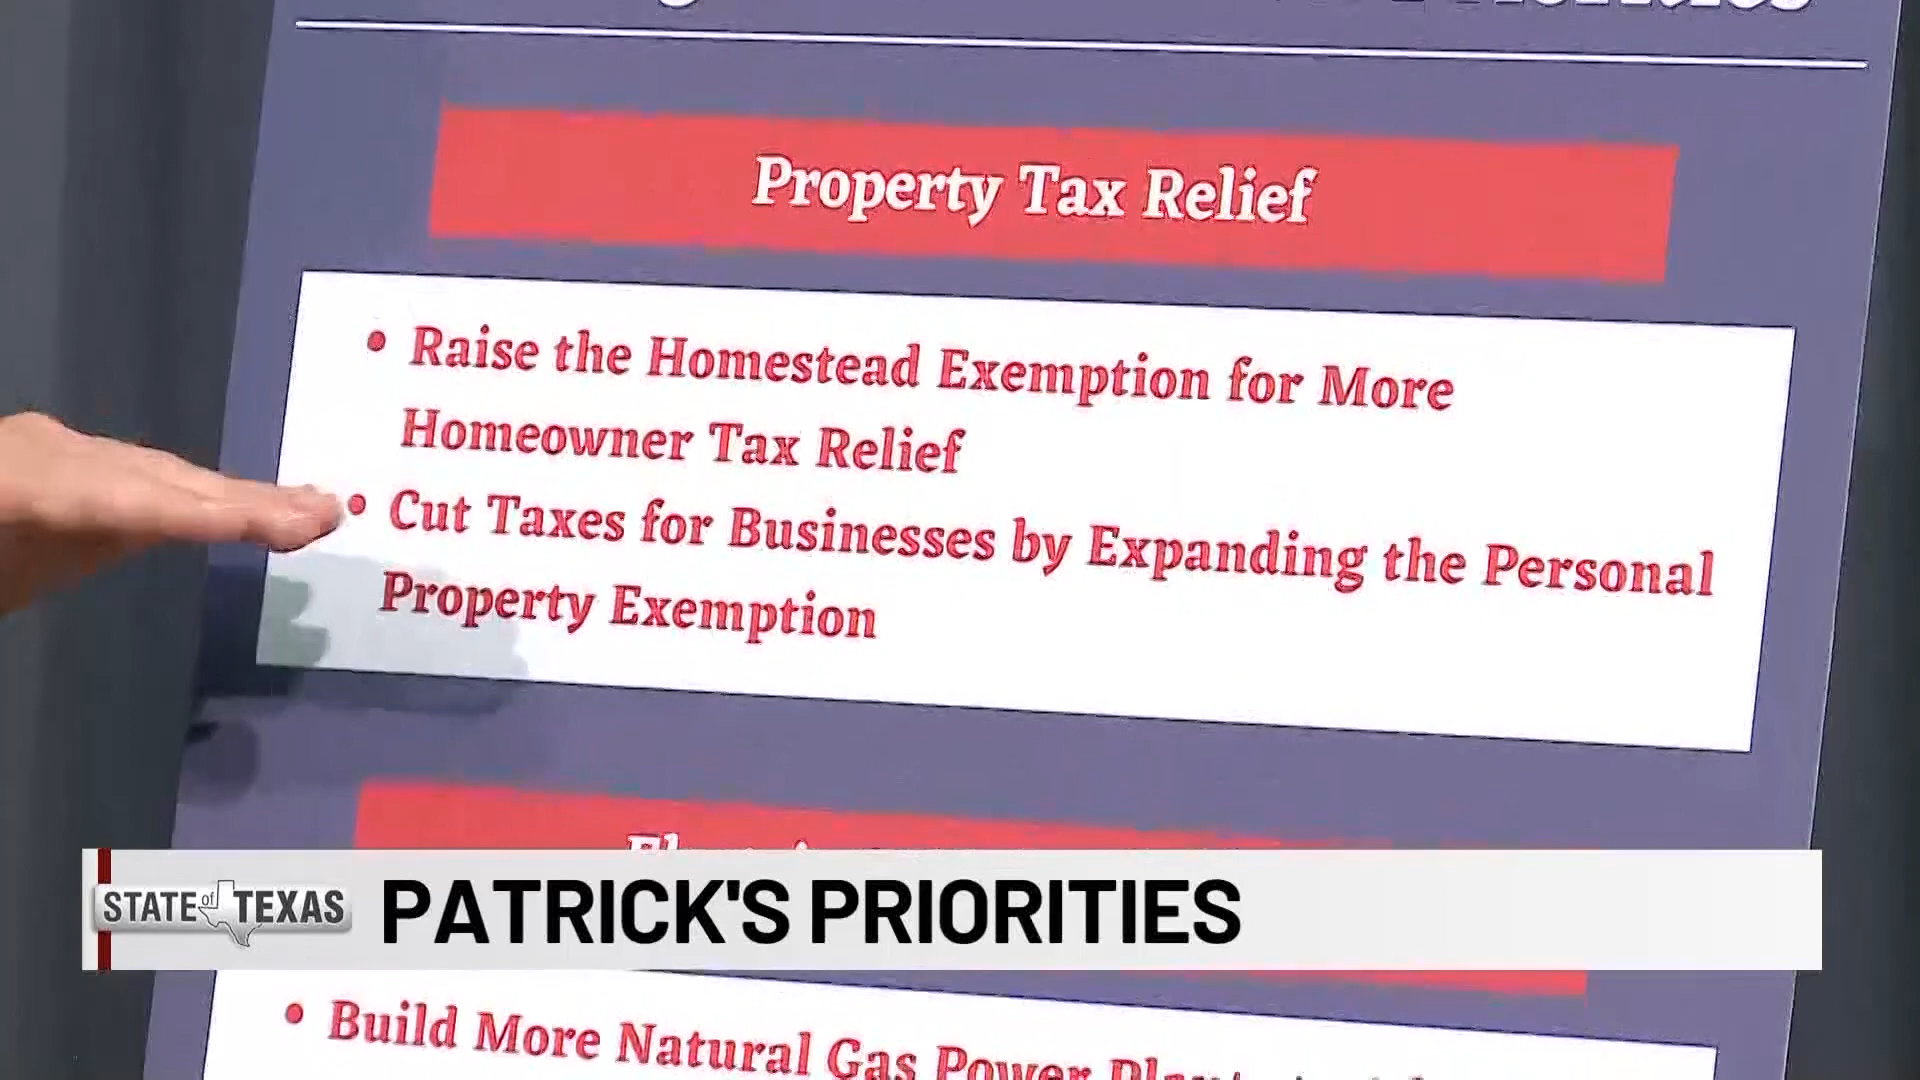 Property Tax Relief
• Raise the Homestead Exemption for More
Homeowner Tax Relief
• Cut Taxes for Businesses by Expanding the Personal
Property Exemption
STATE of TEXAS
PATRICK'S PRIORITIES
• Build More Natural Gas Power